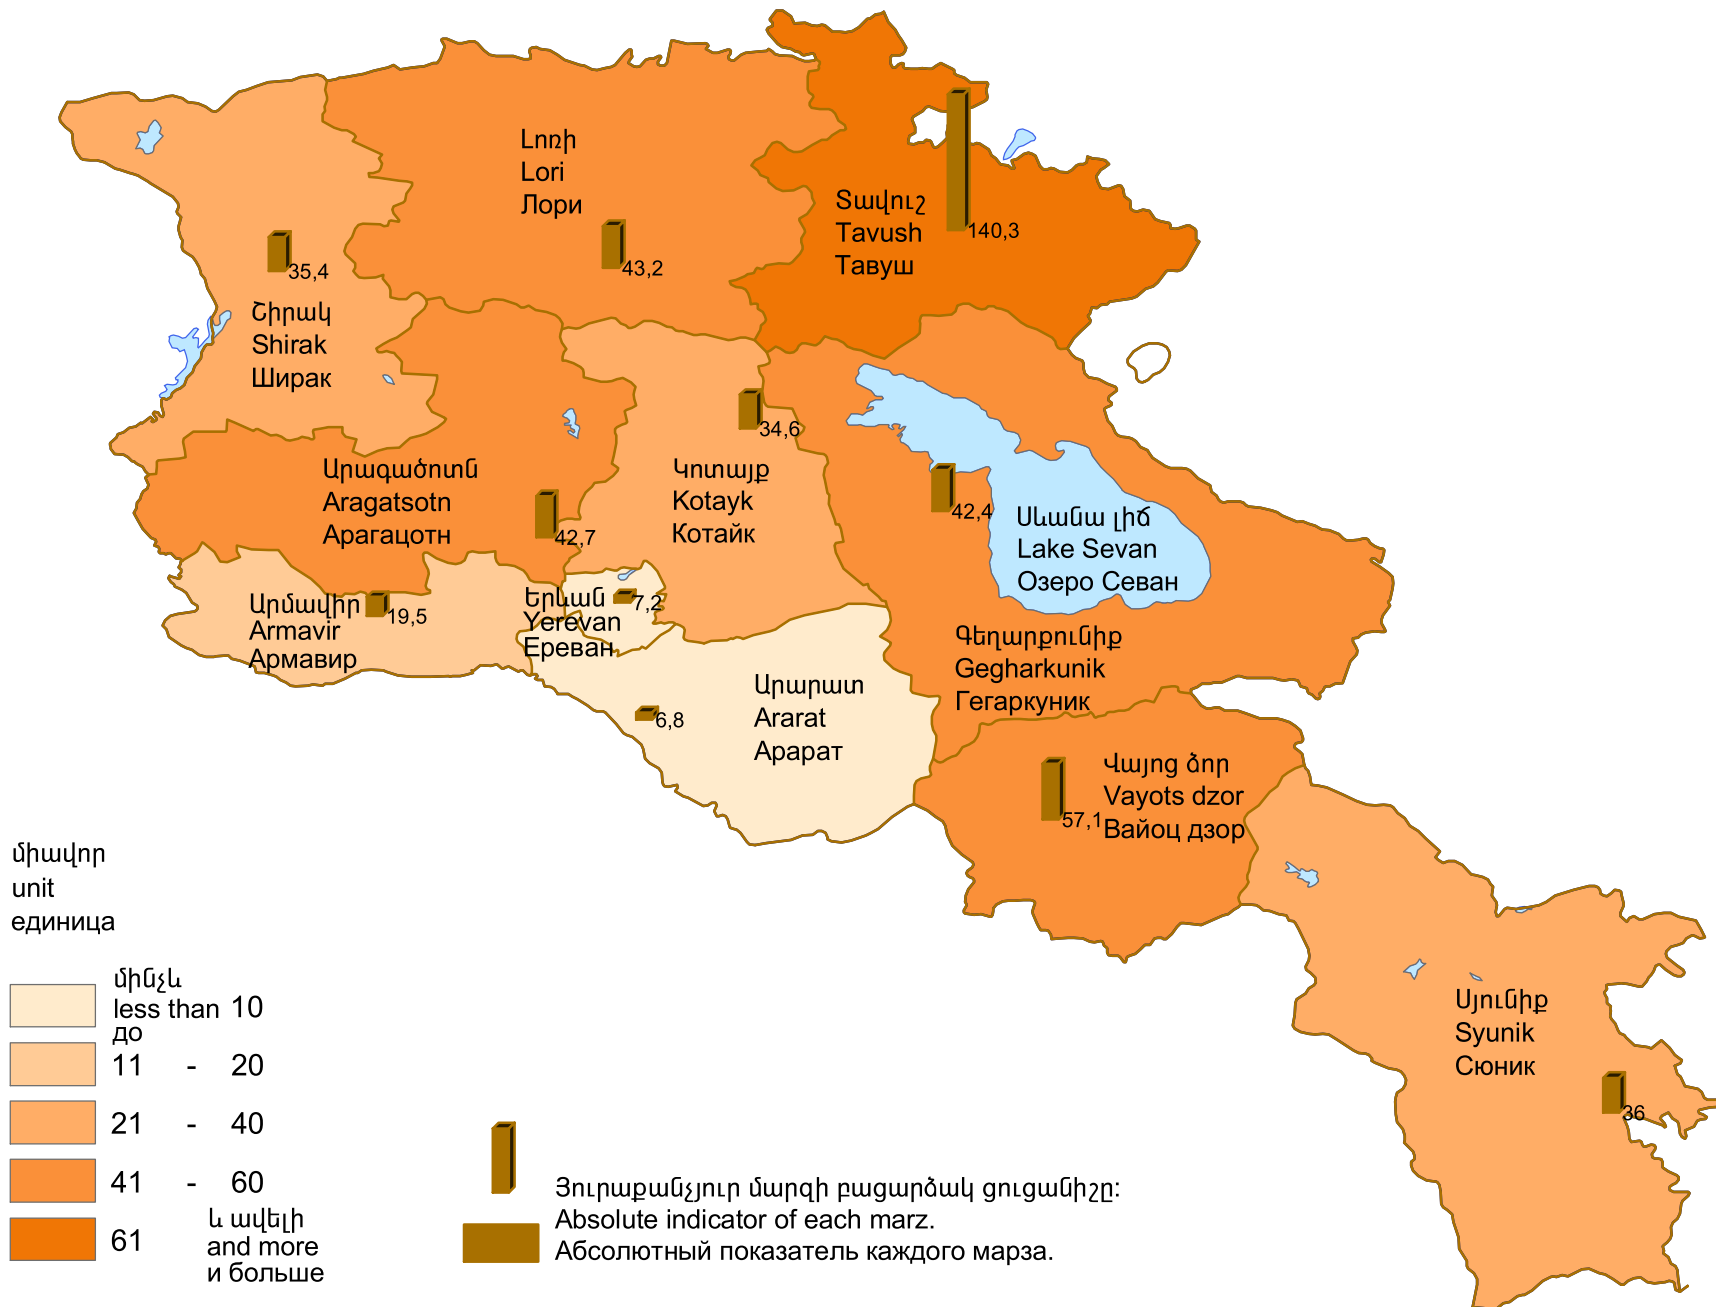 Լոռի
Lori
Лори
43,2
Տավուշ
Tavush
Тавуш
140,3
35,4
Շիրակ
Shirak
Ширак
34,6
Արագածոտն
Aragatsotn
Арагацотн
42,7
Կոտայք
Kotayk
Котайк
42,4
Սևանա լիճ
Lake Sevan
Озеро Севан
Արմավիր
Armavir
Армавир
19,5
Երևան
Yerevan
Ереван
7,2
Գեղարքունիք
Gegharkunik
Гегаркуник
Արարատ
Ararat
Арарат
6,8
Վայոց ձոր
Vayots dzor
Вайоц дзор
57,1
Սյունիք
Syunik
Сюник
36
միավոր
unit
единица
մինչև
less than 10
до
11 - 20
21 - 40
41 - 60
և ավելի
61 and more
и больше
Յուրաքանչյուր մարզի բացարձակ ցուցանիշը:
Absolute indicator of each marz.
Абсолютный показатель каждого марза.